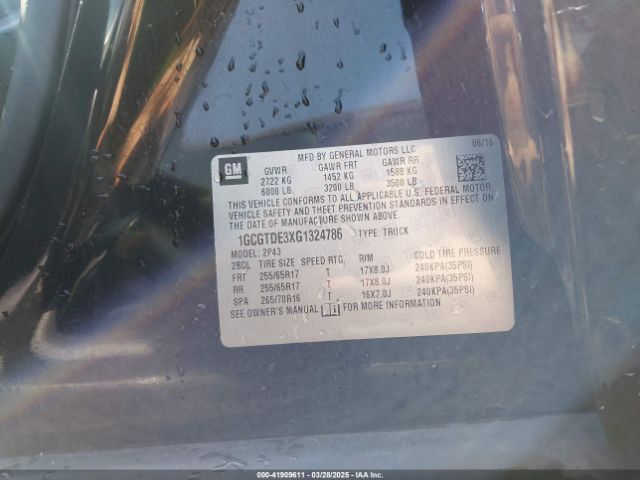 GM
MFD BY GENERAL MOTORS LLC
06/16
GVWR GAWR FRT GAWR RR
2722 KG 1452 KG 1588 KG
6000 LB 3200 LB 3500 LB
THIS VEHICLE CONFORMS TO ALL APPLICABLE U.S. FEDERAL MOTOR
VEHICLE SAFETY AND THEFT PREVENTION STANDARDS IN EFFECT ON
THE DATE OF MANUFACTURE SHOWN ABOVE.
1GCGTDE3XG1324786 TYPE: TRUCK
2P43
2BDL TIRE SIZE SPEED RTG RIM COLD TIRE PRESSURE
FRT 255/65R17 T 17X8.0J 240KPA(35PSI)
RR 255/65R17 T 17X8.0J 240KPA(35PSI)
SPA 265/70R16 T 16X7.0J 240KPA(35PSI)
SEE OWNER'S MANUAL FOR MORE INFORMATION.
000-41909611 - 03/28/2025 - IAAI Inc.